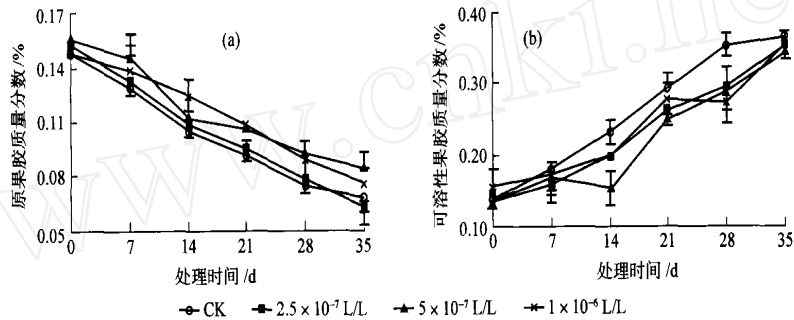 www.cnki.net
(a)
原果胶质量分数/%
0.17
0.14
0.11
0.08
0.05
0 7 14 21 28 35
处理时间/d
(b)
可溶性果胶质量分数/%
0.40
0.30
0.20
0.10
0 7 14 21 28 35
处理时间/d
CK 2.5×10⁻⁷ L/L 5×10⁻⁷ L/L 1×10⁻⁶ L/L